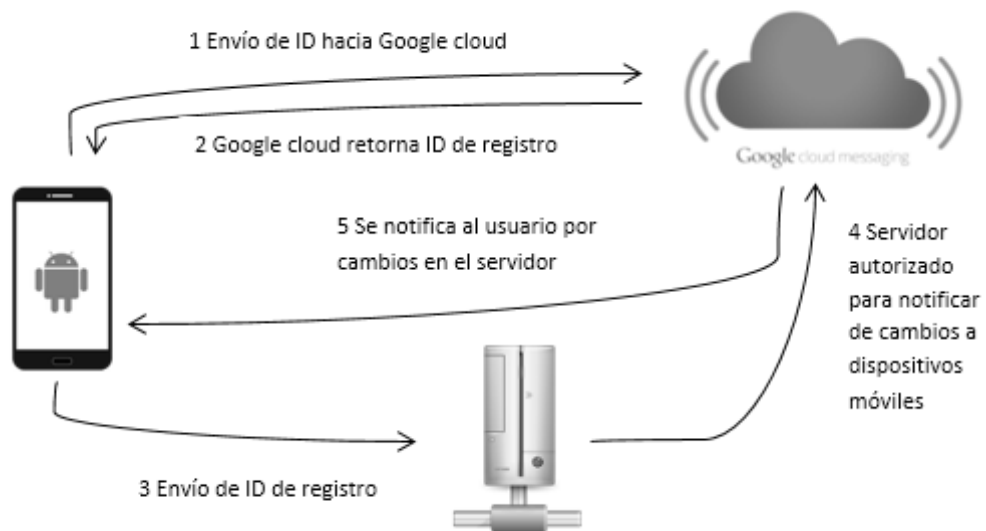 1 Envío de ID hacia Google cloud
2 Google cloud retorna ID de registro
Google cloud messaging
5 Se notifica al usuario por
cambios en el servidor
4 Servidor
autorizado
para notificar
de cambios a
dispositivos
móviles
3 Envío de ID de registro